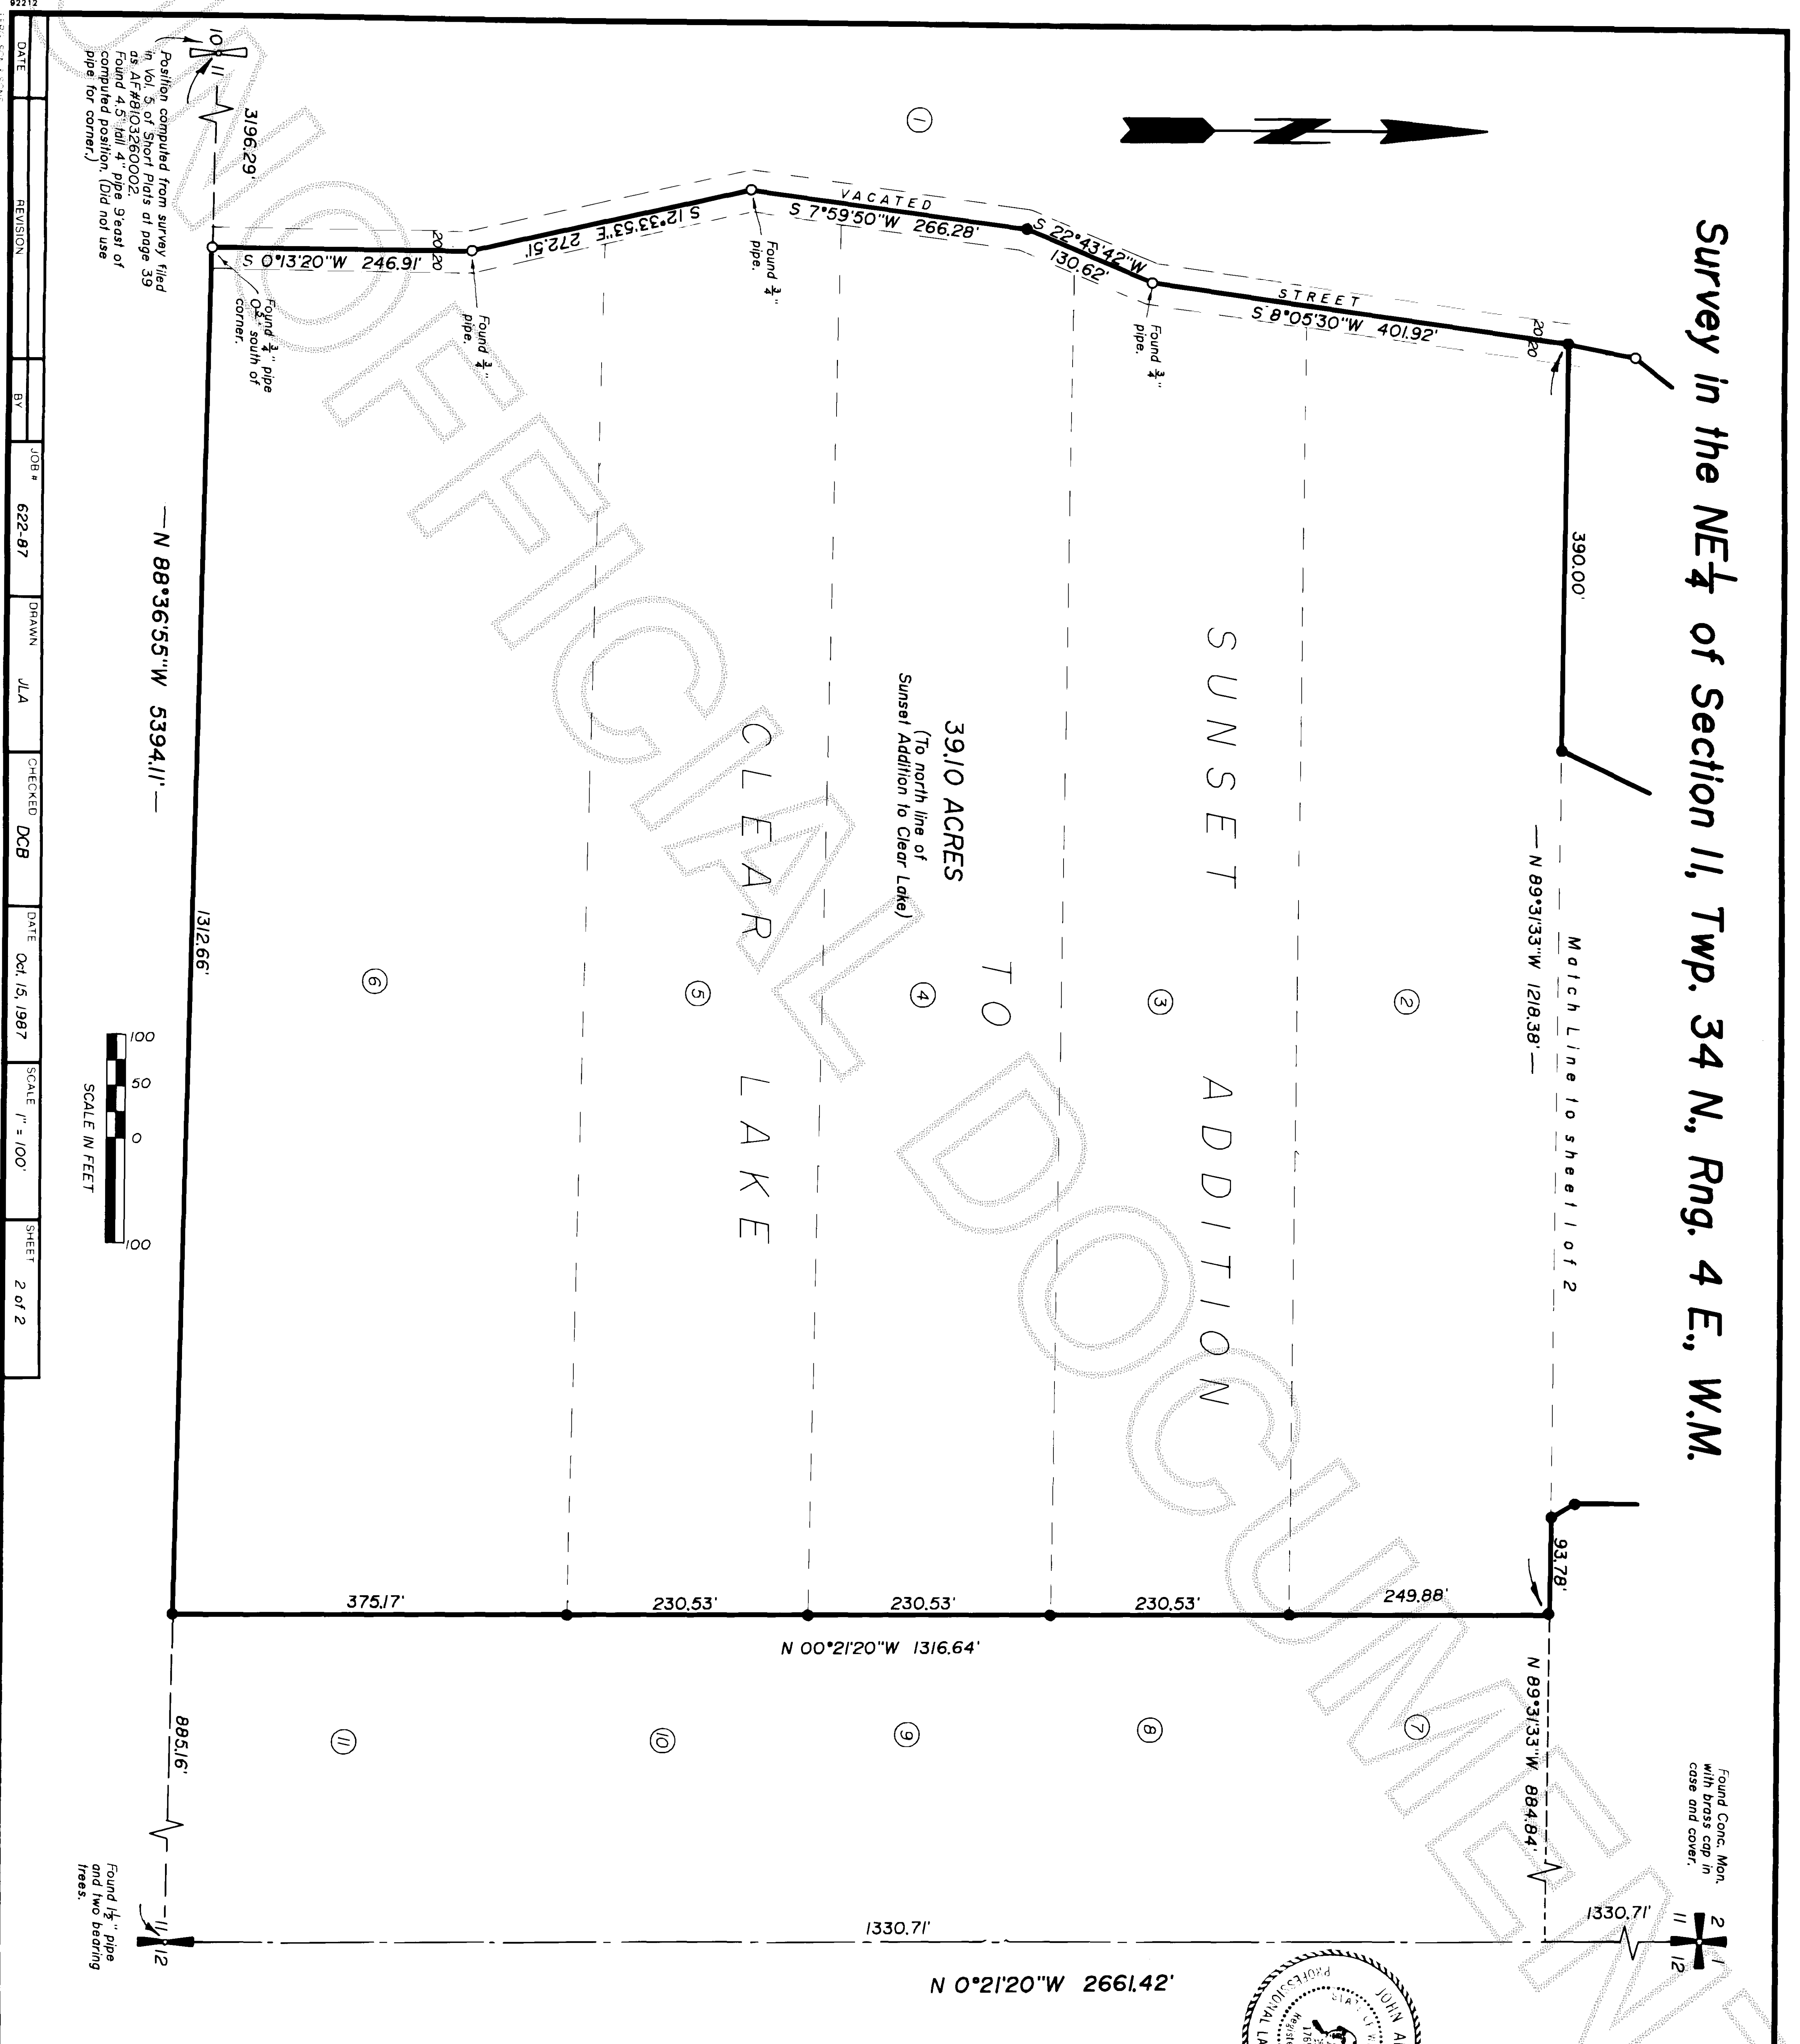 Survey in the NE 1/4 of Section 11, Twp. 34 N., Rng. 4 E., W.M.
Found Conc. Mon.
with brass cap in
case and cover.
2 1
11 12
1330.71'
390.00'
Match Line to sheet 1 of 2
— N 89°31'33"W 1218.38' —
93.78'
N 89°31'33"W 884.84'
20 20
STREET
S 8°05'30"W 401.92'
Found 3/4"
pipe.
S 22°43'42"W
130.62'
VACATED
S 7°59'50"W 266.28'
Found 3/4"
pipe.
S 12°33'53"E 272.51'
Found 3/4"
pipe.
20 20
S 0°13'20"W 246.91'
Found 3/4" pipe
0.5' south of
corner.
1
2
3
4
5
6
7
8
9
10
11
SUNSET ADDITION
TO
CLEAR LAKE
39.10 ACRES
(To north line of
Sunset Addition to Clear Lake)
249.88'
230.53'
230.53'
230.53'
375.17'
N 00°21'20"W 1316.64'
1330.71'
N 0°21'20"W 2661.42'
10 11
3196.29'
Position computed from survey filed
in Vol. 5 of Short Plats at page 39
as AF#8103260002.
Found 4.5' tall 4" pipe 9' east of
computed position. (Did not use
pipe for corner.)
1312.66'
— N 88°36'55"W 5394.11' —
885.16'
11 12
Found 1 1/2" pipe
and two bearing
trees.
100 50 0 100
SCALE IN FEET
JOHN A
PROFESSIONAL LA
STATE OF W
Regist
DATE REVISION BY
JOB # 622-87
DRAWN JLA
CHECKED DCB
DATE Oct. 15, 1987
SCALE 1" = 100'
SHEET 2 of 2
92212
UNOFFICIAL DOCUMENT